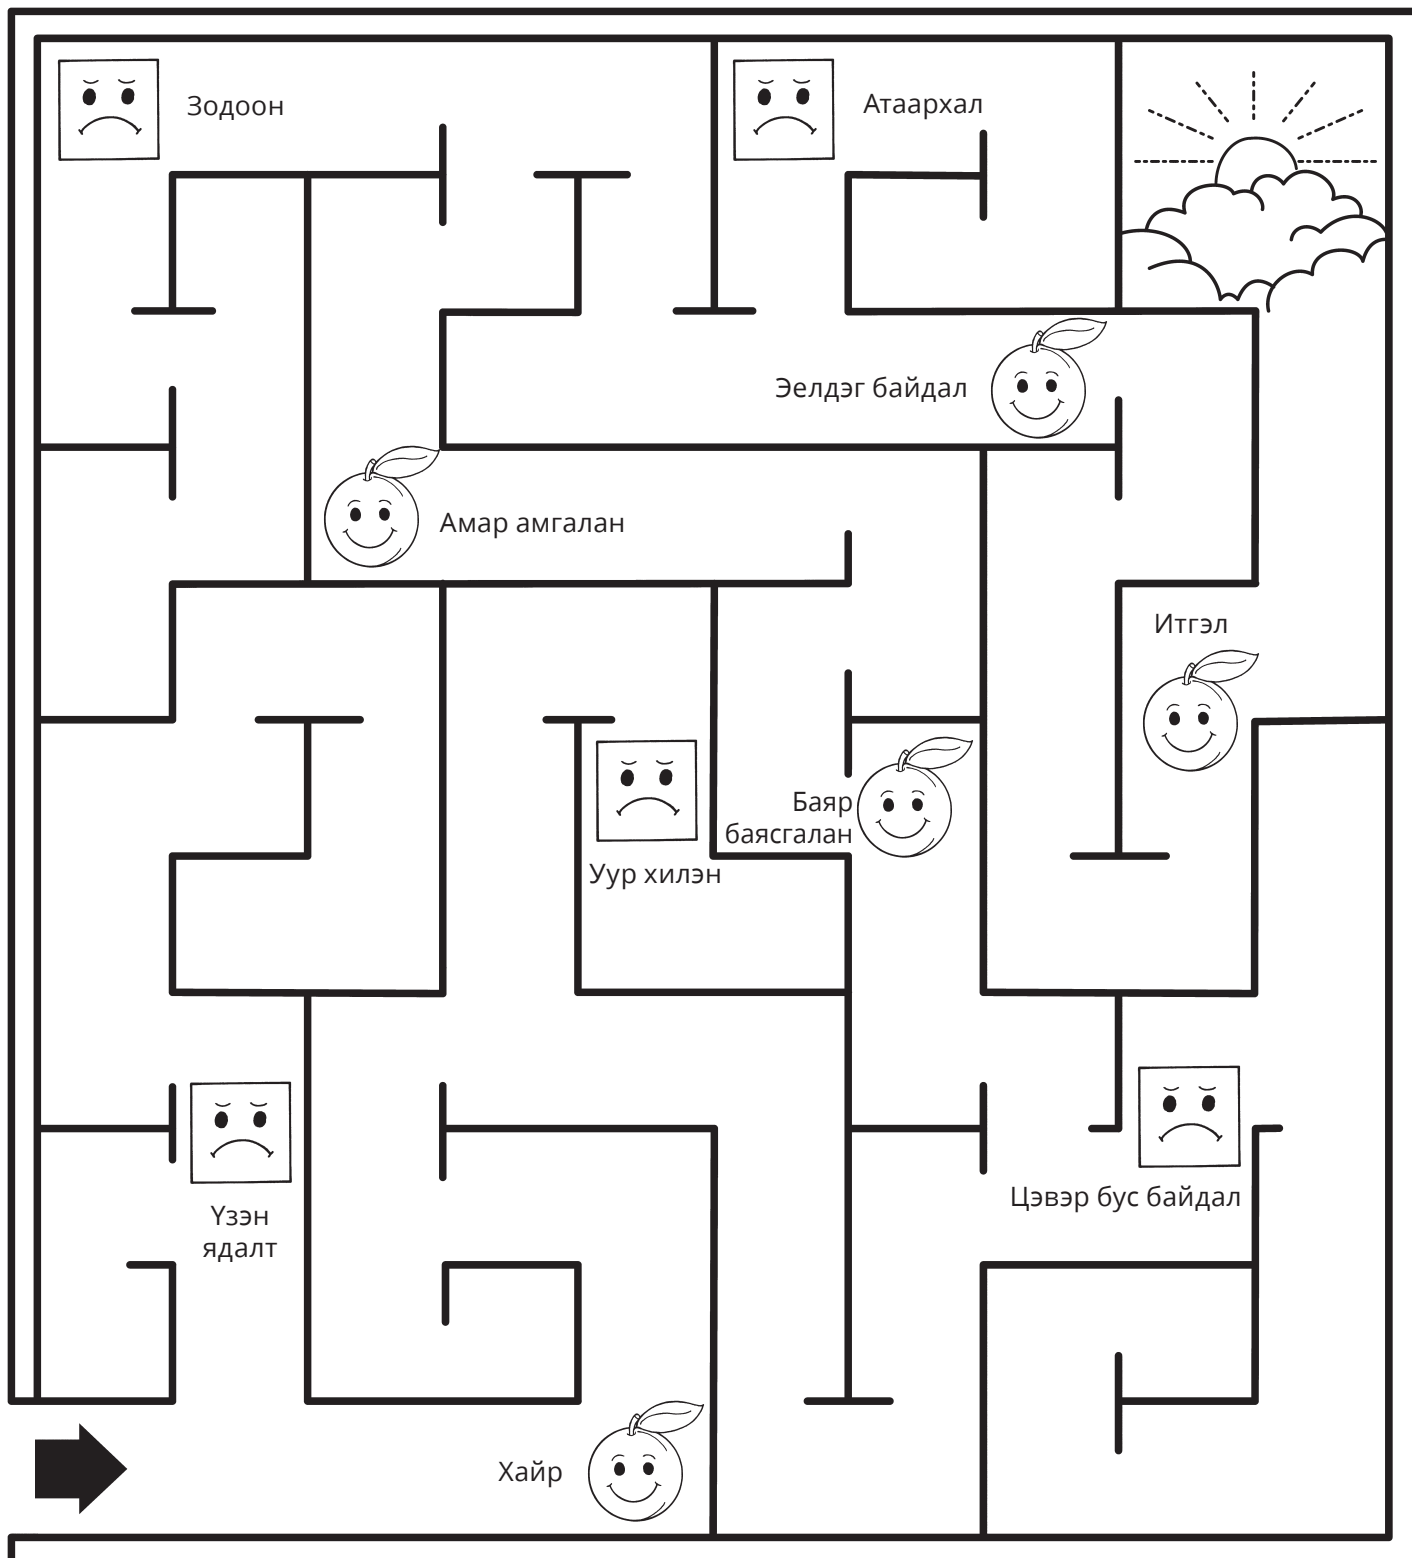 Зодоон
Атаархал
Эелдэг байдал
Амар амгалан
Итгэл
Баяр
баясгалан
Уур хилэн
Цэвэр бус байдал
Үзэн
ядалт
Хайр